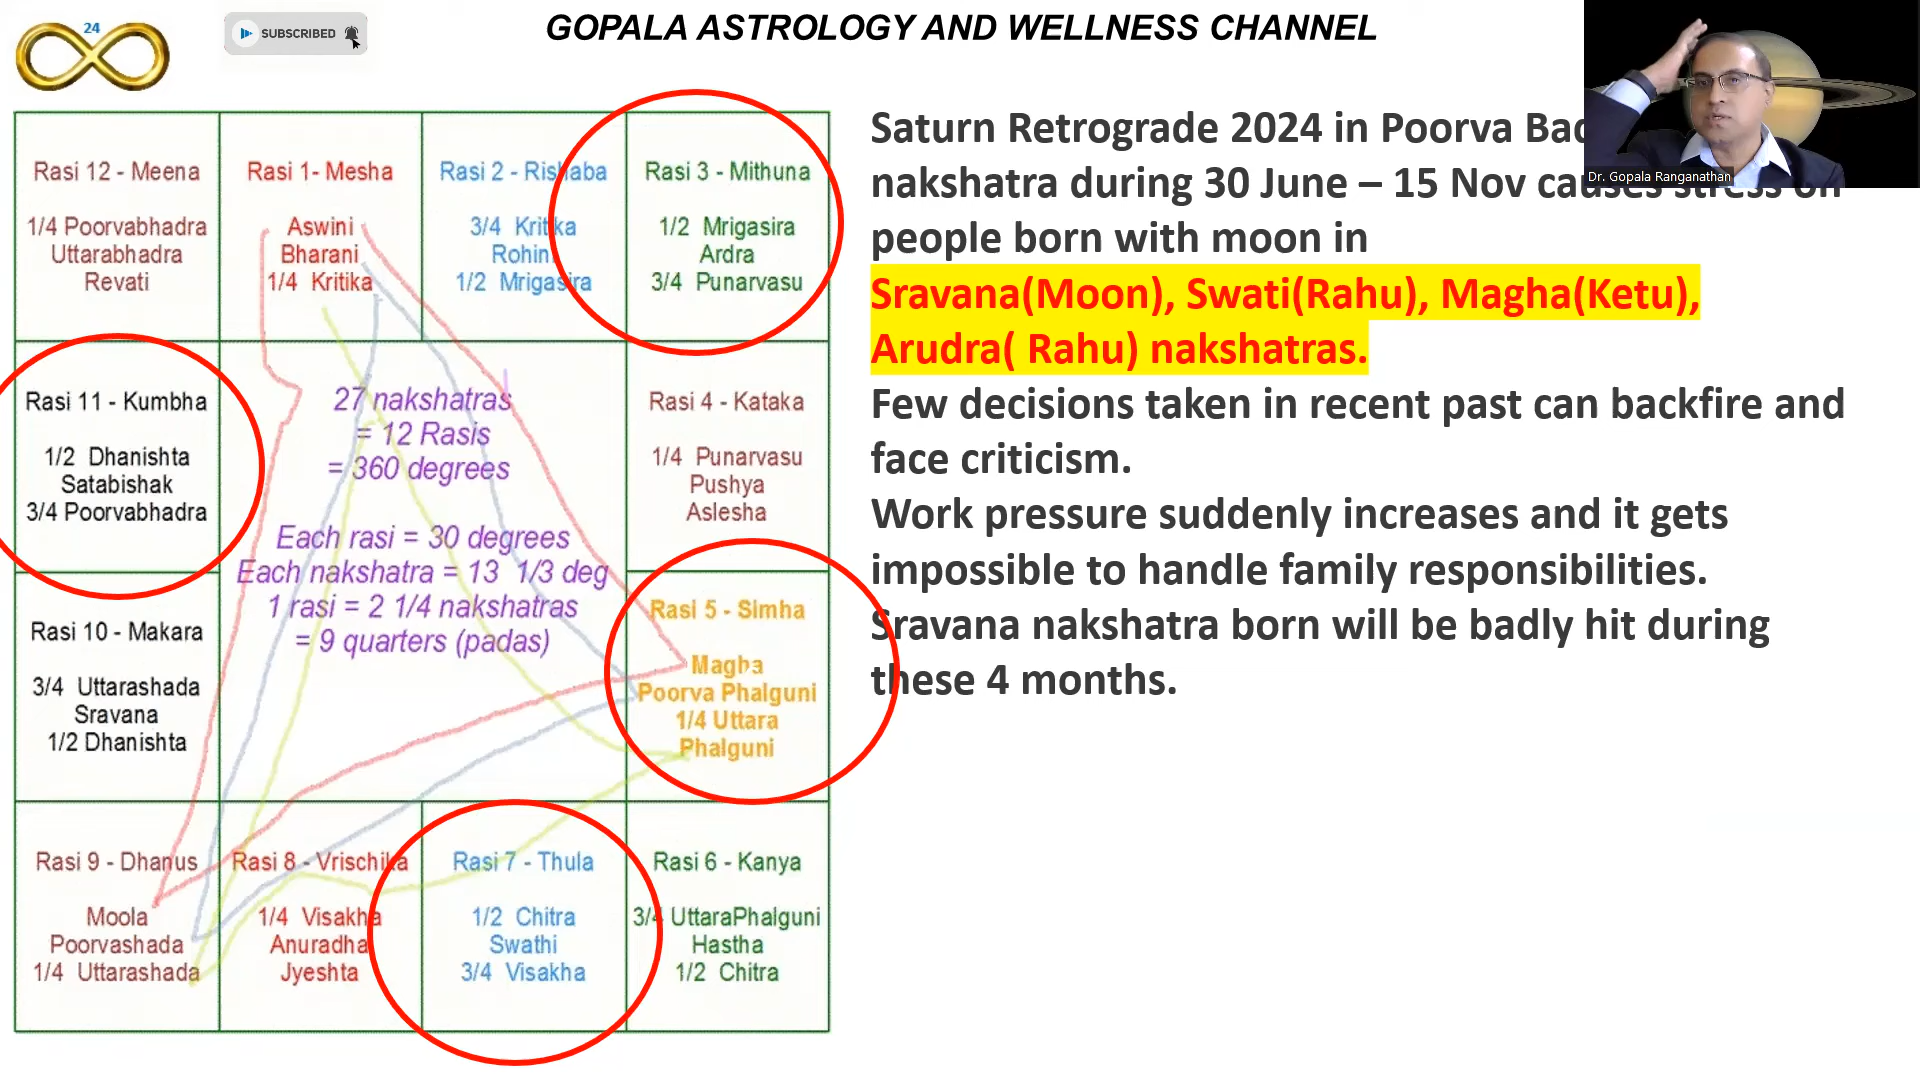 24
SUBSCRIBED
GOPALA ASTROLOGY AND WELLNESS CHANNEL
Dr. Gopala Ranganathan
Rasi 12 - Meena
1/4 Poorvabhadra
Uttarabhadra
Revati
Rasi 1- Mesha
Aswini
Bharani
1/4 Kritika
Rasi 2 - Rishaba
3/4 Kritika
Rohini
1/2 Mrigasira
Rasi 3 - Mithuna
1/2 Mrigasira
Ardra
3/4 Punarvasu
Rasi 11 - Kumbha
1/2 Dhanishta
Satabishak
3/4 Poorvabhadra
27 nakshatras
= 12 Rasis
= 360 degrees
Each rasi = 30 degrees
Each nakshatra = 13 1/3 deg
1 rasi = 2 1/4 nakshatras
= 9 quarters (padas)
Rasi 4 - Kataka
1/4 Punarvasu
Pushya
Aslesha
Rasi 10 - Makara
3/4 Uttarashada
Sravana
1/2 Dhanishta
Rasi 5 - Simha
Magha
Poorva Phalguni
1/4 Uttara
Phalguni
Rasi 9 - Dhanus
Moola
Poorvashada
1/4 Uttarashada
Rasi 8 - Vrischika
1/4 Visakha
Anuradha
Jyeshta
Rasi 7 - Thula
1/2 Chitra
Swathi
3/4 Visakha
Rasi 6 - Kanya
3/4 UttaraPhalguni
Hastha
1/2 Chitra
Saturn Retrograde 2024 in Poorva
nakshatra during 30 June – 15 Nov causes stress on
people born with moon in
Sravana(Moon), Swati(Rahu), Magha(Ketu),
Arudra( Rahu) nakshatras.
Few decisions taken in recent past can backfire and
face criticism.
Work pressure suddenly increases and it gets
impossible to handle family responsibilities.
Sravana nakshatra born will be badly hit during
these 4 months.